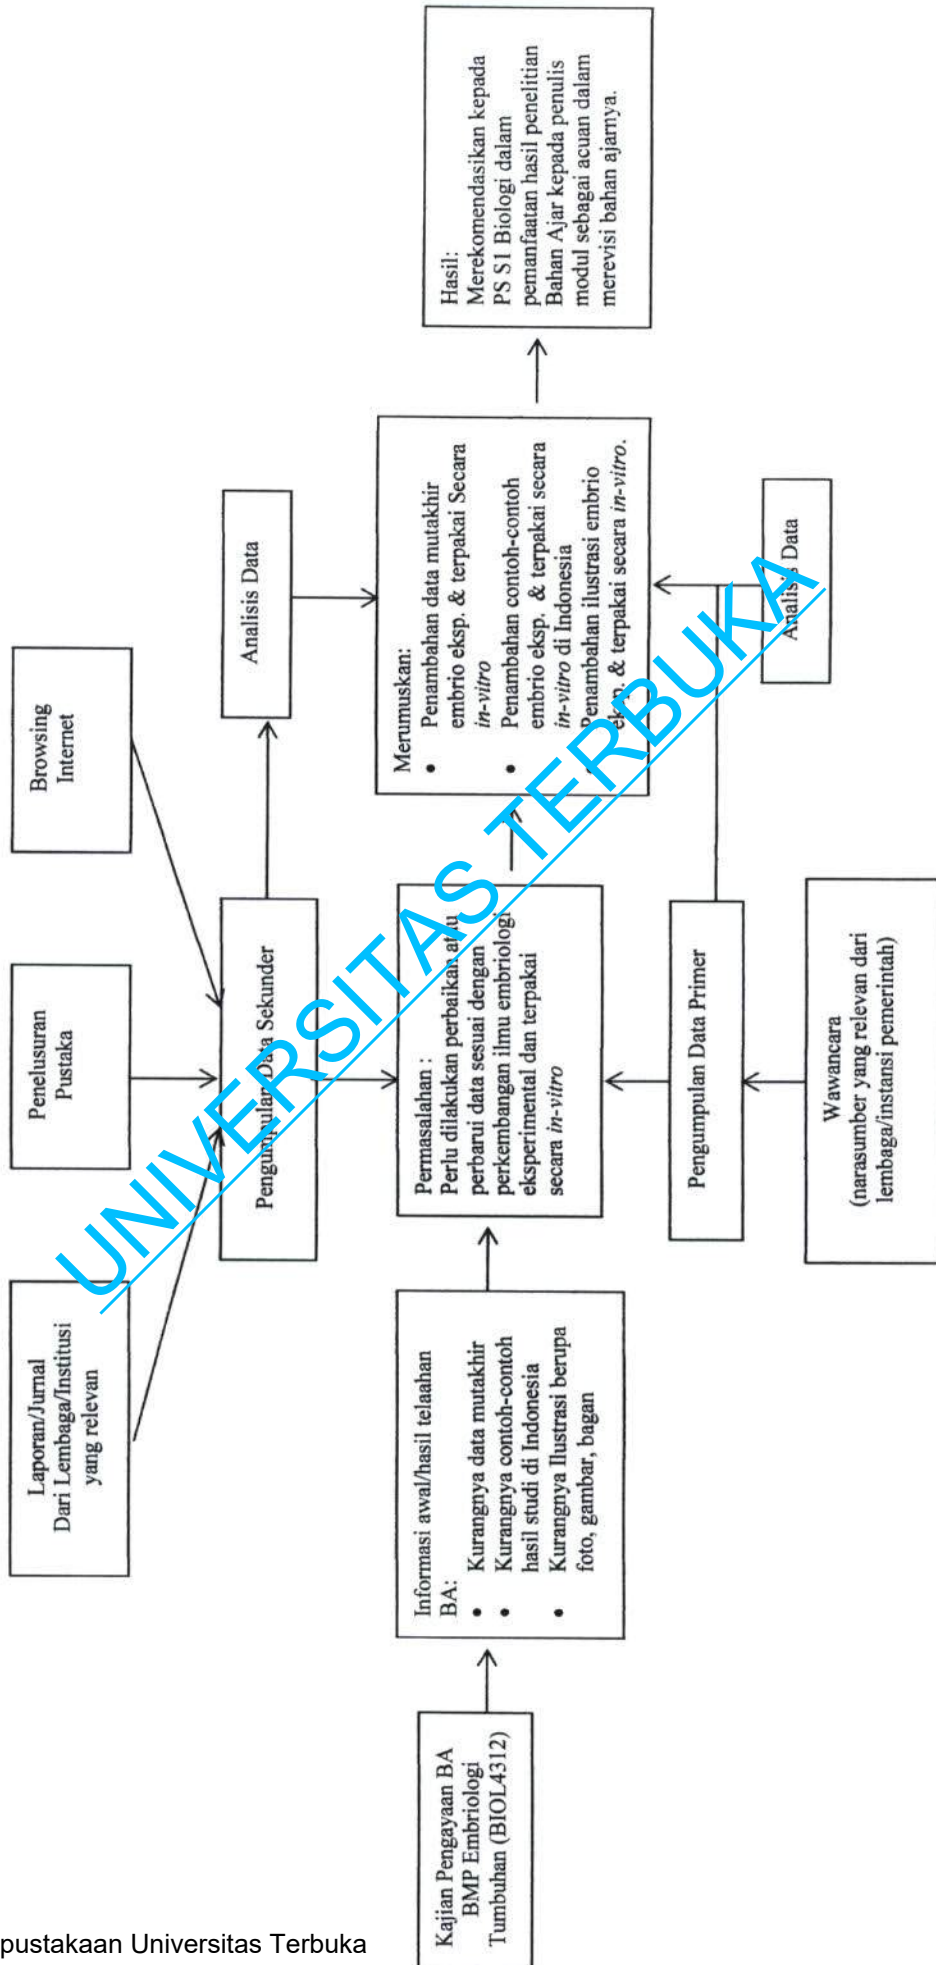 Laporan/Jurnal
Dari Lembaga/Institusi
yang relevan
Penelusuran
Pustaka
Browsing
Internet
Pengumpulan Data Sekunder
Analisis Data
Kajian Pengayaan BA
BMP Embriologi
Tumbuhan (BIOL4312)
Informasi awal/hasil telaahan
BA:
• Kurangnya data mutakhir
• Kurangnya contoh-contoh
hasil studi di Indonesia
• Kurangnya Ilustrasi berupa
foto, gambar, bagan
Permasalahan :
Perlu dilakukan perbaikan atau
perbarui data sesuai dengan
perkembangan ilmu embriologi
eksperimental dan terpakai
secara in-vitro
Merumuskan:
• Penambahan data mutakhir
embrio eksp. & terpakai Secara
in-vitro
• Penambahan contoh-contoh
embrio eksp. & terpakai secara
in-vitro di Indonesia
• Penambahan ilustrasi embrio
eksp. & terpakai secara in-vitro.
Hasil:
Merekomendasikan kepada
PS S1 Biologi dalam
pemanfaatan hasil penelitian
Bahan Ajar kepada penulis
modul sebagai acuan dalam
merevisi bahan ajarnya.
Pengumpulan Data Primer
Analisis Data
Wawancara
(narasumber yang relevan dari
lembaga/instansi pemerintah)
UNIVERSITAS TERBUKA
pustakaan Universitas Terbuka